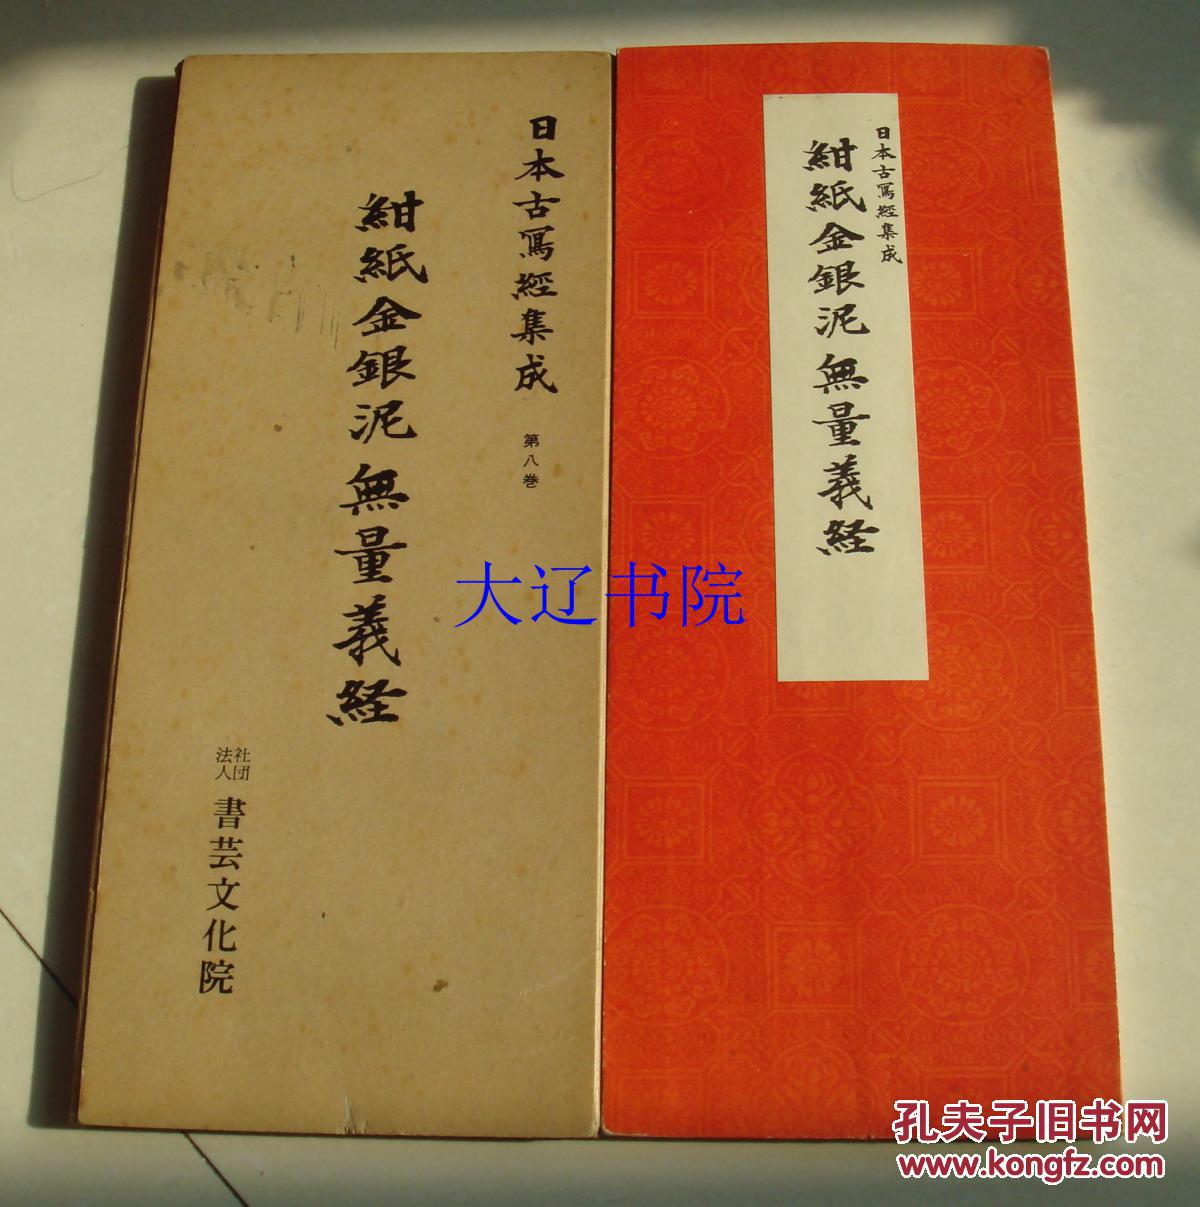 日本古寫經集成 第八巻
紺紙金銀泥 無量義経
社団法人 書芸文化院
日本古寫經集成
紺紙金銀泥 無量義経
大辽书院
孔夫子旧书网
www.kongfz.com